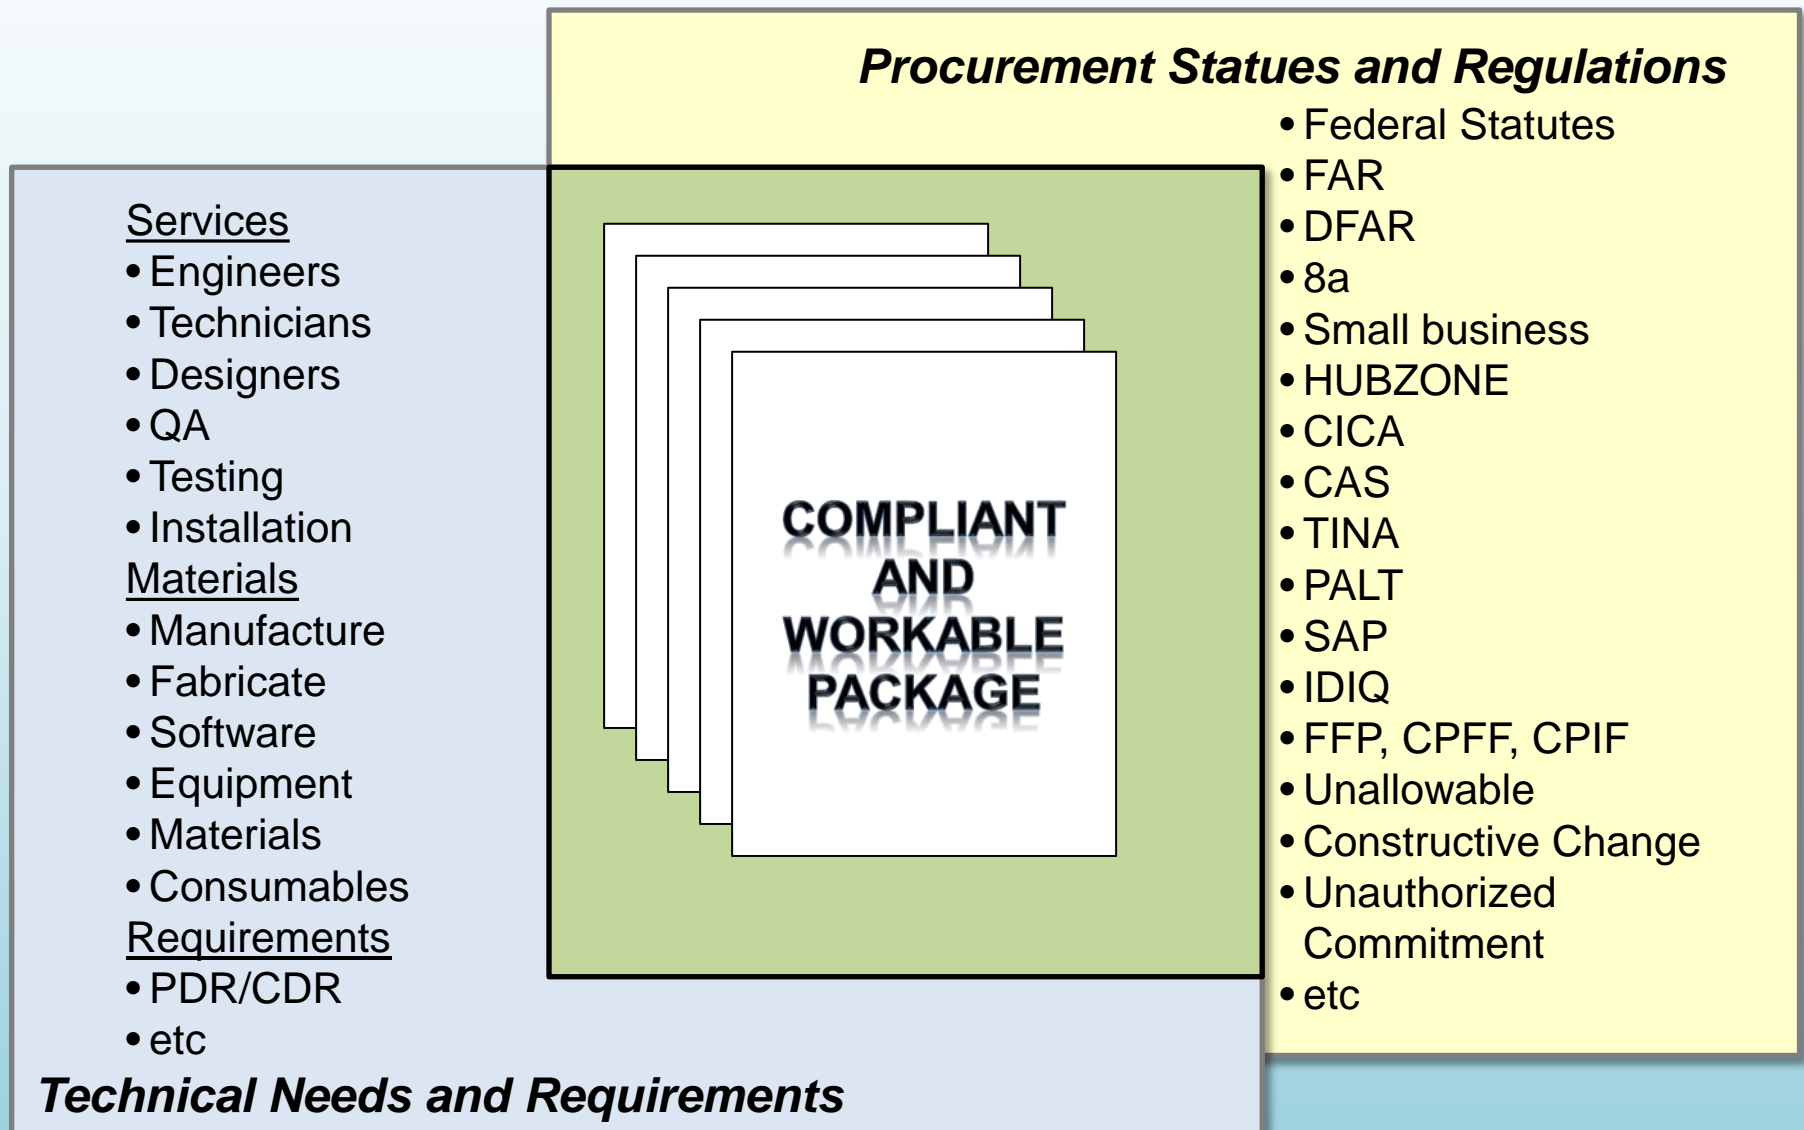 Procurement Statues and Regulations
• Federal Statutes
• FAR
• DFAR
• 8a
• Small business
• HUBZONE
• CICA
• CAS
• TINA
• PALT
• SAP
• IDIQ
• FFP, CPFF, CPIF
• Unallowable
• Constructive Change
• Unauthorized
Commitment
• etc
Services
• Engineers
• Technicians
• Designers
• QA
• Testing
• Installation
Materials
• Manufacture
• Fabricate
• Software
• Equipment
• Materials
• Consumables
Requirements
• PDR/CDR
• etc
Technical Needs and Requirements
COMPLIANT
AND
WORKABLE
PACKAGE